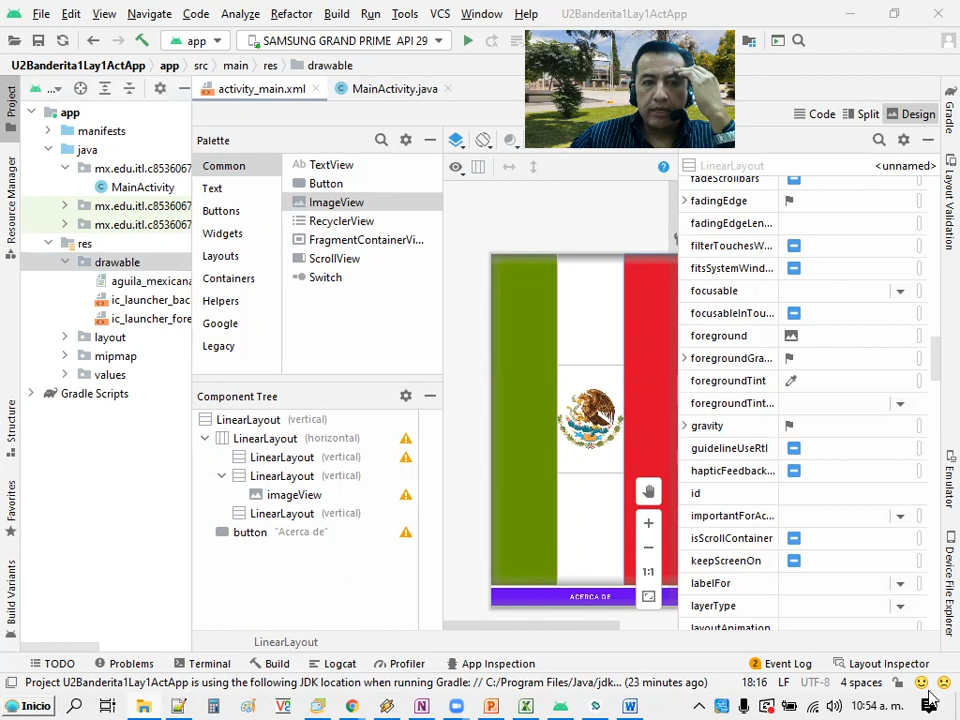 File Edit View Navigate Code Analyze Refactor Build Run Tools VCS Window Help U2Banderita1Lay1ActApp
app SAMSUNG GRAND PRIME API 29
U2Banderita1Lay1ActApp app src main res drawable
... activity_main.xml MainActivity.java
Code Split Design
app
manifests
java
mx.edu.itl.c8536067
MainActivity
mx.edu.itl.c8536067
mx.edu.itl.c8536067
res
drawable
aguila_mexicana
ic_launcher_bac
ic_launcher_fore
layout
mipmap
values
Gradle Scripts
Palette
Common
Text
Buttons
Widgets
Layouts
Containers
Helpers
Google
Legacy
Ab TextView
Button
ImageView
RecyclerView
FragmentContainerVi...
ScrollView
Switch
Component Tree
LinearLayout (vertical)
LinearLayout (horizontal)
LinearLayout (vertical)
LinearLayout (vertical)
imageView
LinearLayout (vertical)
button "Acerca de"
ACERCA DE
1:1
LinearLayout <unnamed>
fadeScrollbars
fadingEdge
fadingEdgeLen...
filterTouchesW...
fitsSystemWind...
focusable
focusableInTou...
foreground
foregroundGra...
foregroundTint
foregroundTint...
gravity
guidelineUseRtl
hapticFeedback...
id
importantForAc...
isScrollContainer
keepScreenOn
labelFor
layerType
layoutAnimation
Project
Resource Manager
Structure
Favorites
Build Variants
Gradle
Layout Validation
Emulator
Device File Explorer
LinearLayout
TODO Problems Terminal Build Logcat Profiler App Inspection 2 Event Log Layout Inspector
Project U2Banderita1Lay1ActApp is using the following JDK location when running Gradle: // C:/Program Files/Java/jdk... (23 minutes ago) 18:16 LF UTF-8 4 spaces
Inicio 10:54 a. m.